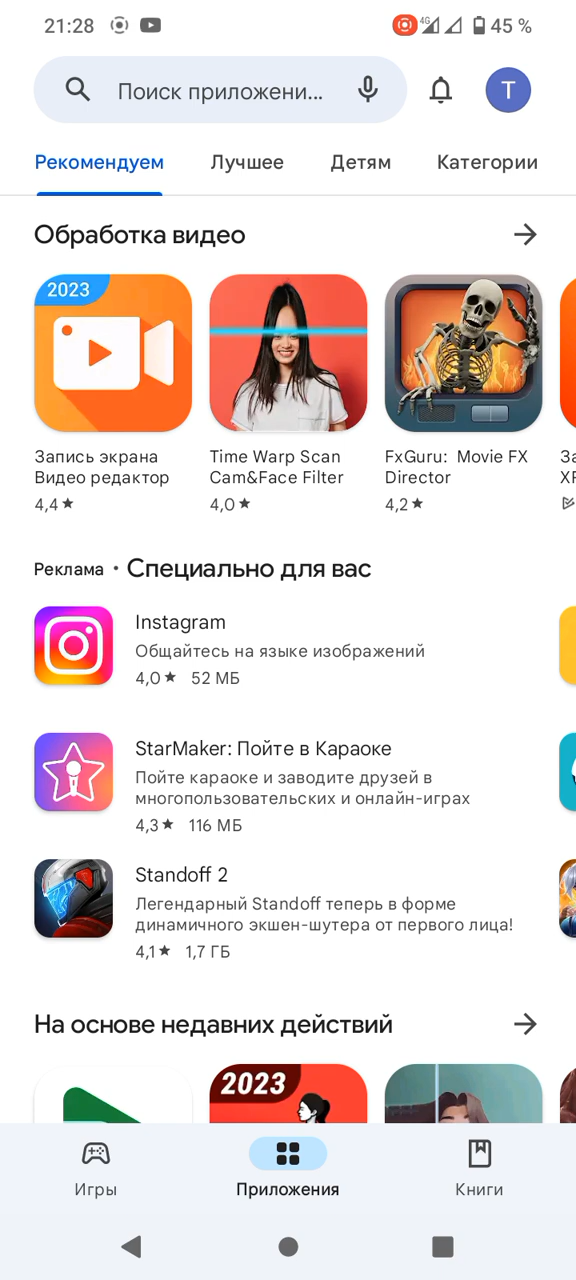 21:28
4G
45 %
Поиск приложени...
T
Рекомендуем Лучшее Детям Категории
Обработка видео
2023
Запись экрана
Видео редактор
4,4★
Time Warp Scan
Cam&Face Filter
4,0★
FxGuru: Movie FX
Director
4,2★
За
XF
Реклама • Специально для вас
Instagram
Общайтесь на языке изображений
4,0★ 52 МБ
StarMaker: Пойте в Караоке
Пойте караоке и заводите друзей в
многопользовательских и онлайн-играх
4,3★ 116 МБ
Standoff 2
Легендарный Standoff теперь в форме
динамичного экшен-шутера от первого лица!
4,1★ 1,7 ГБ
На основе недавних действий
2023
Игры Приложения Книги